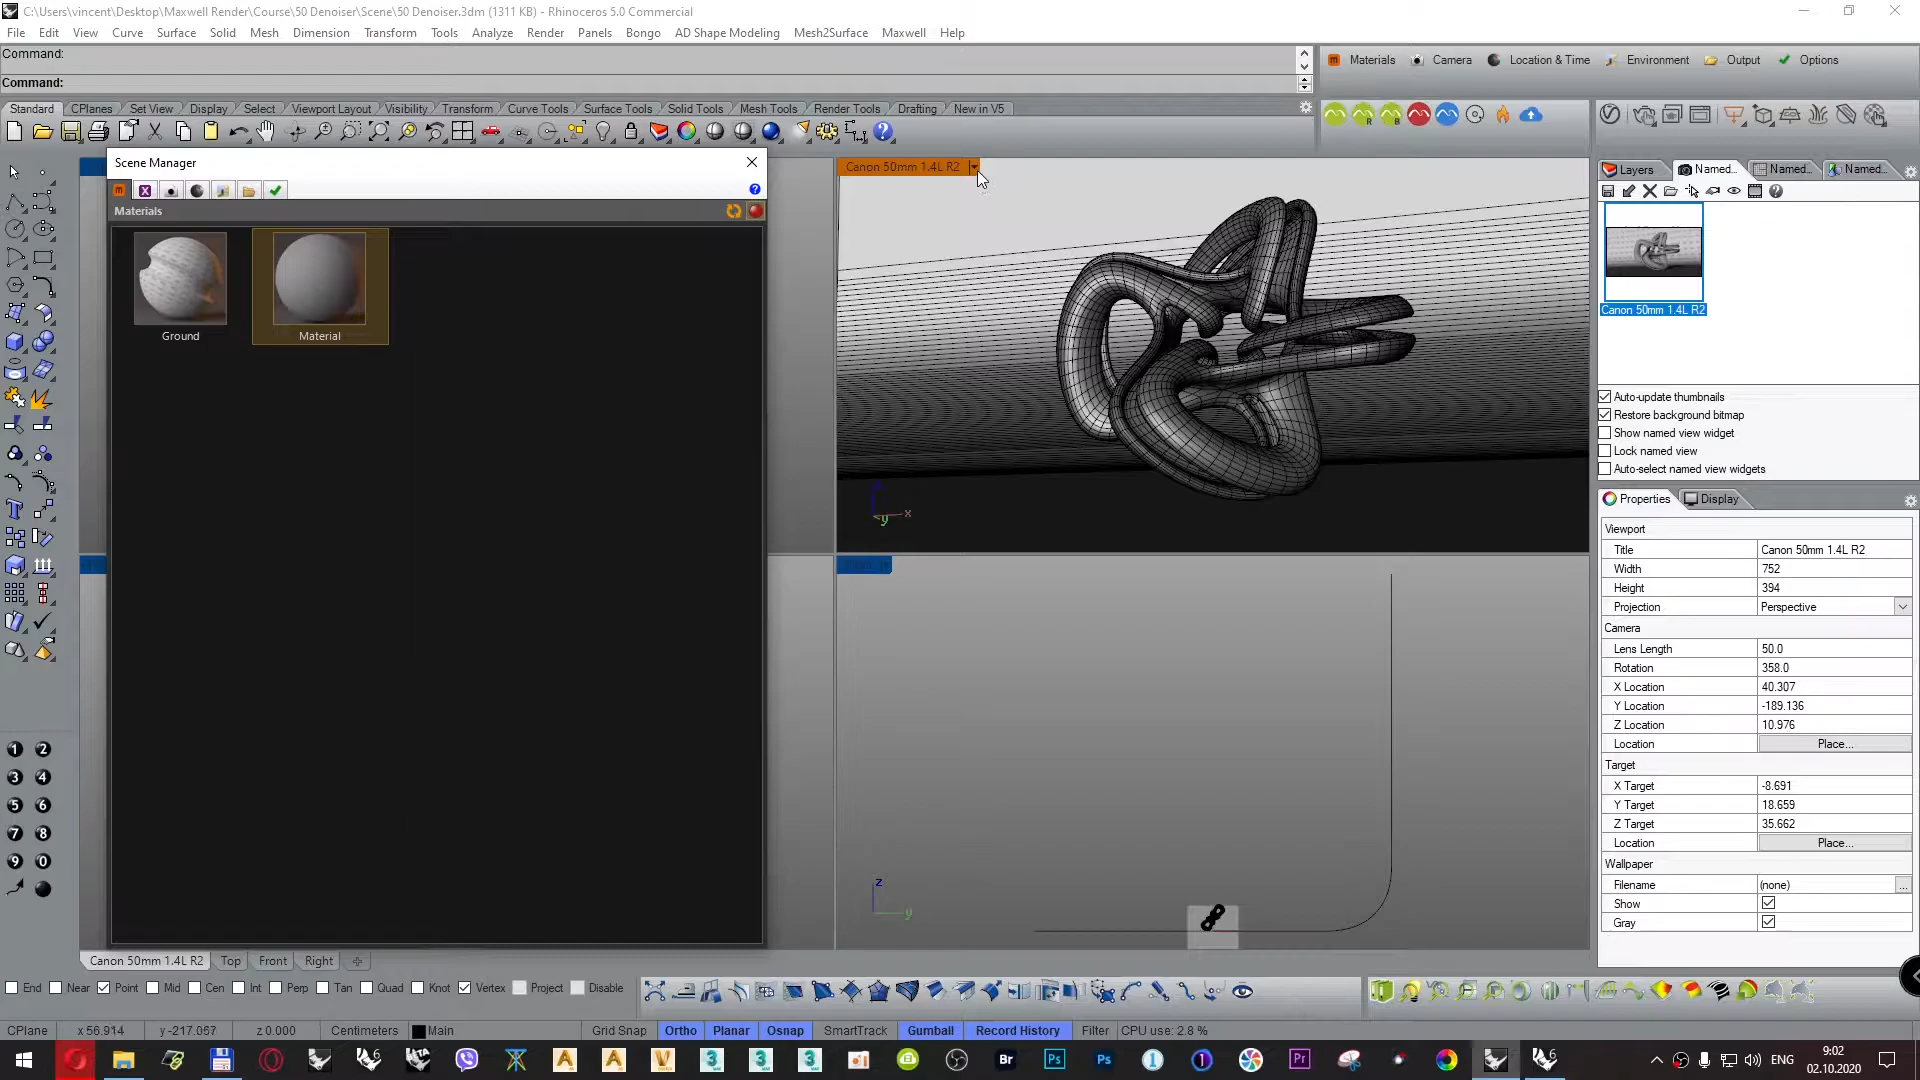 C:\Users\vincent\Desktop\Maxwell Render\Course\50 Denoiser\Scene\50 Denoiser.3dm (1311 KB) - Rhinoceros 5.0 Commercial
File Edit View Curve Surface Solid Mesh Dimension Transform Tools Analyze Render Panels Bongo AD Shape Modeling Mesh2Surface Maxwell Help
Command:
Materials Camera Location & Time Environment Output Options
Command:
Standard CPlanes Set View Display Select Viewport Layout Visibility Transform Curve Tools Surface Tools Solid Tools Mesh Tools Render Tools Drafting New in V5
Scene Manager
Materials
Ground
Material
Canon 50mm 1.4L R2
x
y
z
y
Layers Named... Named... Named...
Canon 50mm 1.4L R2
Auto-update thumbnails
Restore background bitmap
Show named view widget
Lock named view
Auto-select named view widgets
Properties Display
Viewport
Title Canon 50mm 1.4L R2
Width 752
Height 394
Projection Perspective
Camera
Lens Length 50.0
Rotation 358.0
X Location 40.307
Y Location -189.136
Z Location 10.976
Location Place...
Target
X Target -8.691
Y Target 18.659
Z Target 35.662
Location Place...
Wallpaper
Filename (none) ...
Show
Gray
1 2
3 4
5 6
7 8
9 0
Canon 50mm 1.4L R2 Top Front Right
End Near Point Mid Cen Int Perp Tan Quad Knot Vertex Project Disable
CPlane x 56.914 y -217.067 z 0.000 Centimeters Main Grid Snap Ortho Planar Osnap SmartTrack Gumball Record History Filter CPU use: 2.8 %
Br Ps Ps Pr ENG
9:02
02.10.2020